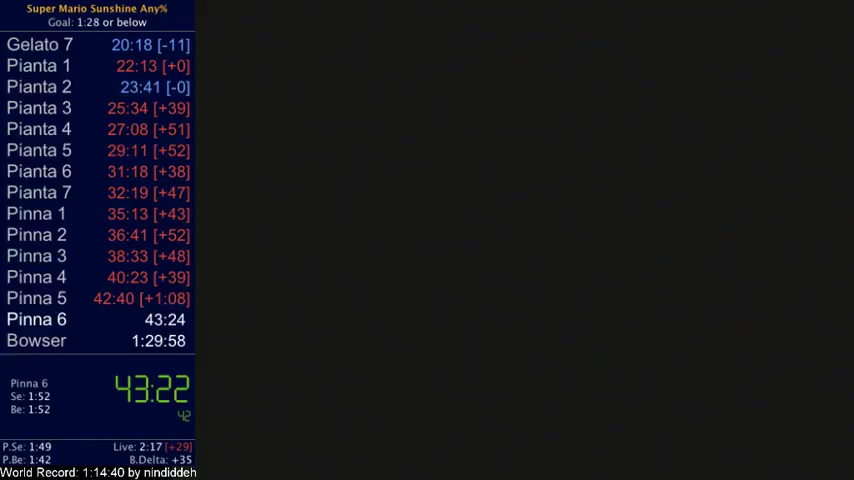 Super Mario Sunshine Any%
Goal: 1:28 or below
Gelato 7 20:18 [-11]
Pianta 1 22:13 [+0]
Pianta 2 23:41 [-0]
Pianta 3 25:34 [+39]
Pianta 4 27:08 [+51]
Pianta 5 29:11 [+52]
Pianta 6 31:18 [+38]
Pianta 7 32:19 [+47]
Pinna 1 35:13 [+43]
Pinna 2 36:41 [+52]
Pinna 3 38:33 [+48]
Pinna 4 40:23 [+39]
Pinna 5 42:40 [+1:08]
Pinna 6 43:24
Bowser 1:29:58
Pinna 6
Se: 1:52
Be: 1:52
43:22
42
P.Se: 1:49 Live: 2:17 [+29]
P.Be: 1:42 B.Delta: +35
World Record: 1:14:40 by nindiddeh